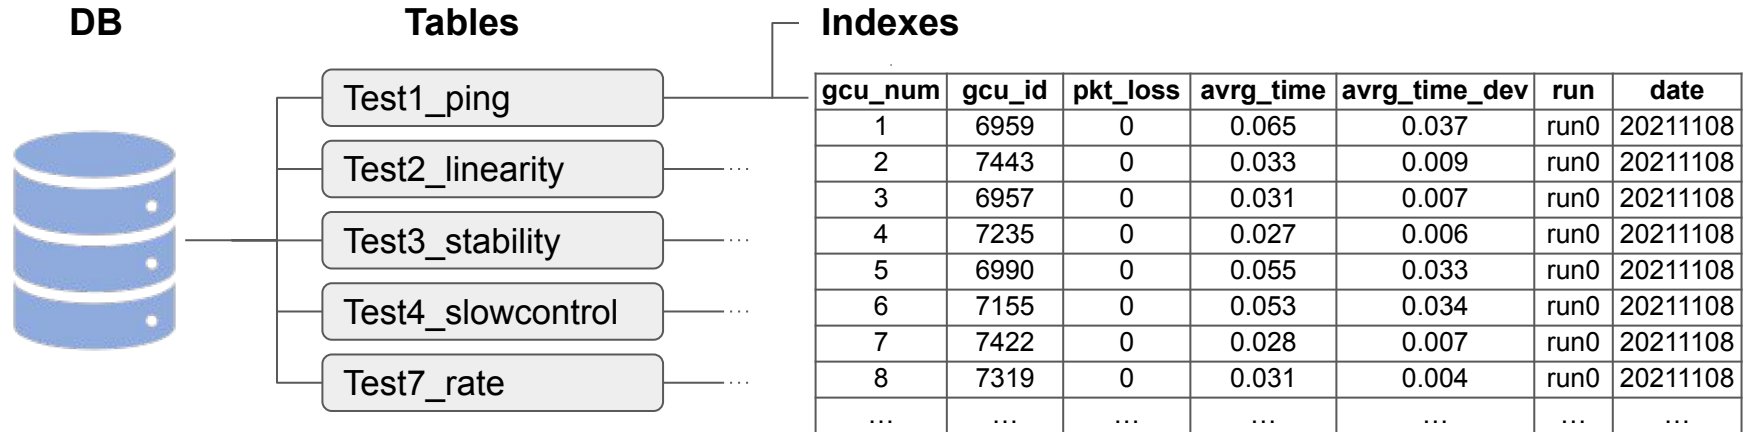 DB
Tables
Indexes
Test1_ping
Test2_linearity
Test3_stability
Test4_slowcontrol
Test7_rate
...
...
...
...
gcu_num gcu_id pkt_loss avrg_time avrg_time_dev run date
1 6959 0 0.065 0.037 run0 20211108
2 7443 0 0.033 0.009 run0 20211108
3 6957 0 0.031 0.007 run0 20211108
4 7235 0 0.027 0.006 run0 20211108
5 6990 0 0.055 0.033 run0 20211108
6 7155 0 0.053 0.034 run0 20211108
7 7422 0 0.028 0.007 run0 20211108
8 7319 0 0.031 0.004 run0 20211108
... ... ... ... ... ... ...